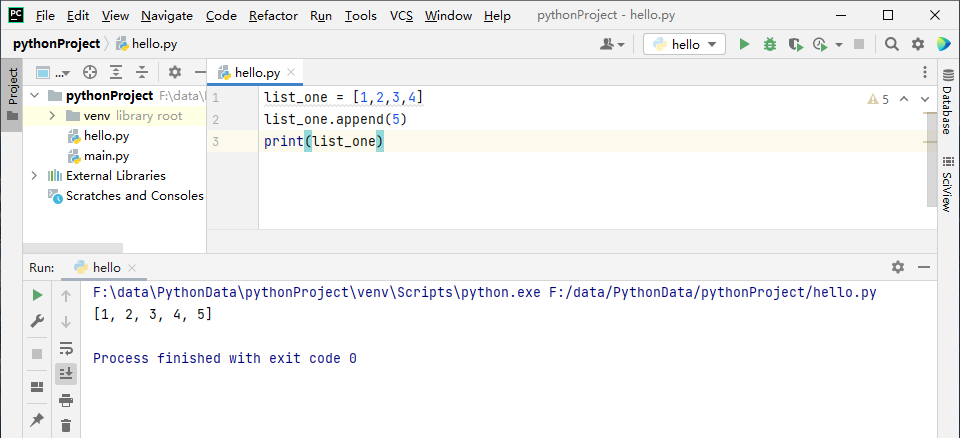 PC File Edit View Navigate Code Refactor Run Tools VCS Window Help pythonProject - hello.py
pythonProject hello.py hello
Project
... hello.py
pythonProject F:\data\
venv library root
hello.py
main.py
External Libraries
Scratches and Consoles
1 list_one = [1,2,3,4]
2 list_one.append(5)
3 print(list_one)
5
Database
SciView
Run: hello
F:\data\PythonData\pythonProject\venv\Scripts\python.exe F:/data/PythonData/pythonProject/hello.py
[1, 2, 3, 4, 5]
Process finished with exit code 0